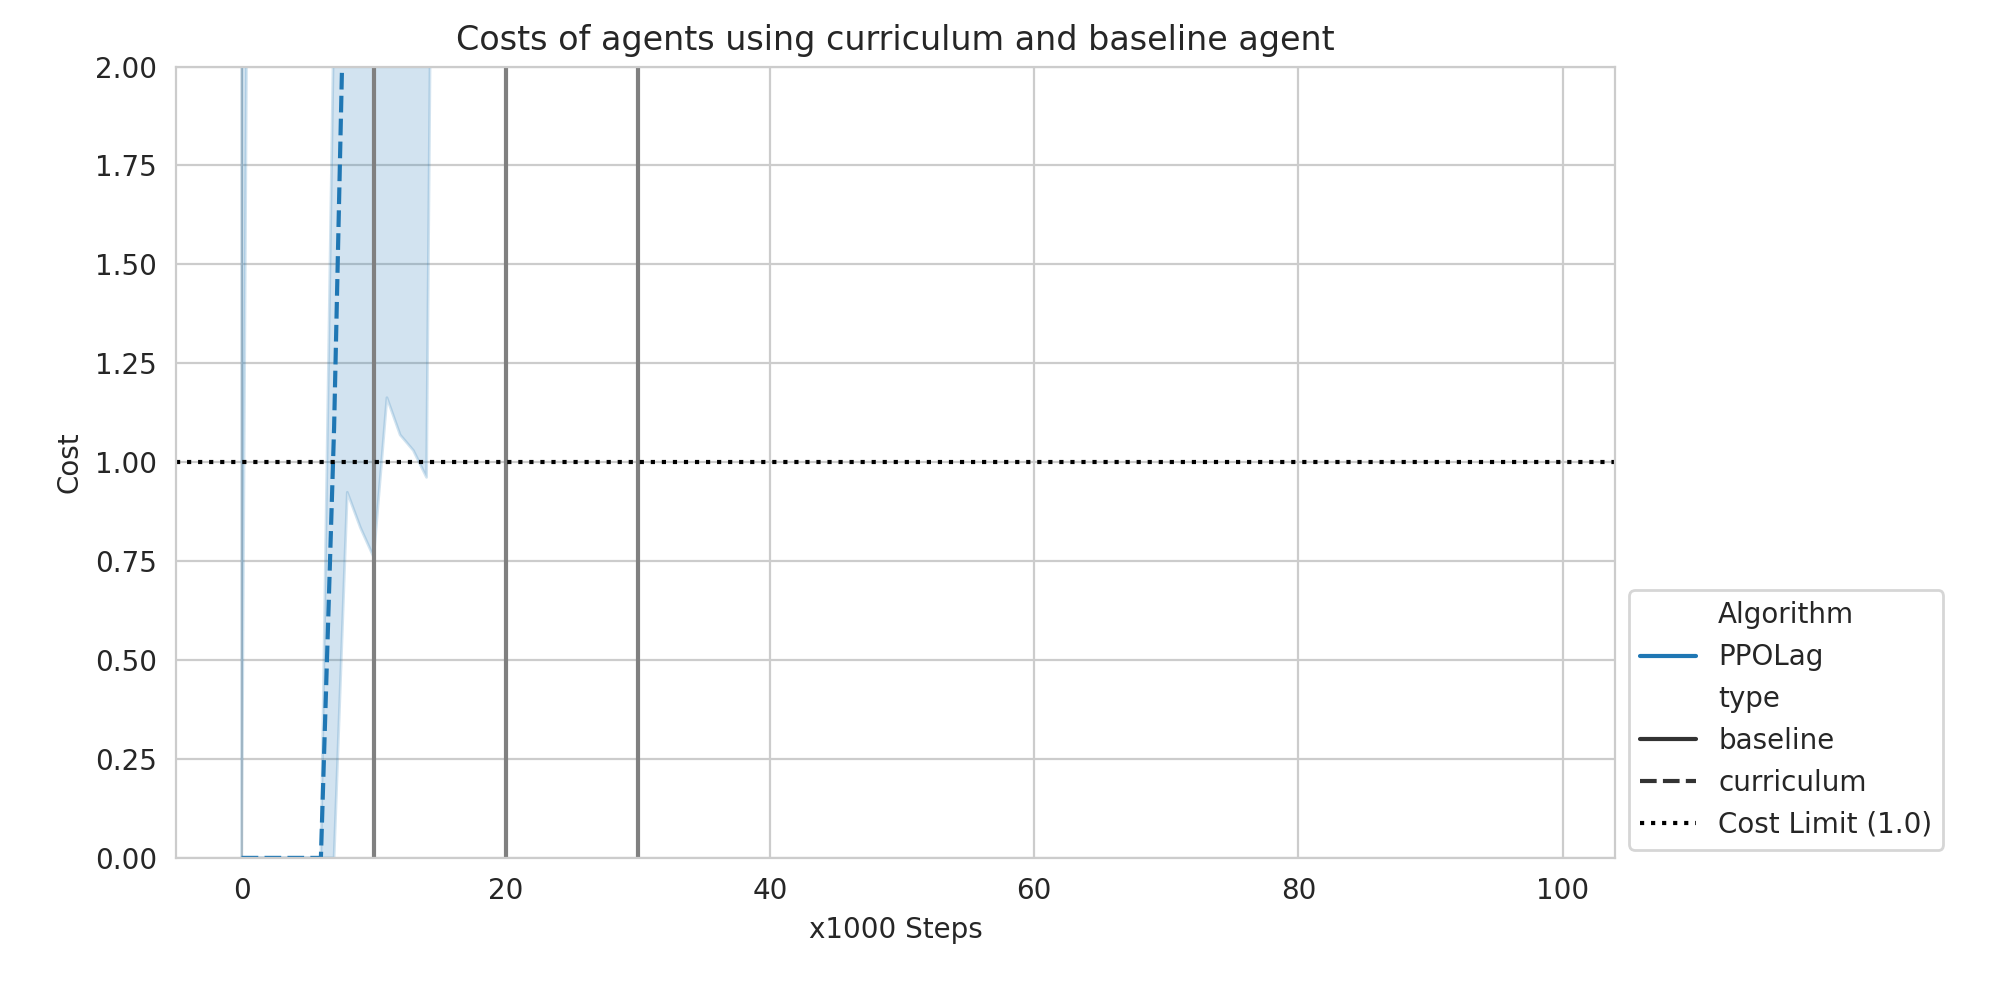 Costs of agents using curriculum and baseline agent
2.00
1.75
1.50
1.25
1.00
0.75
0.50
0.25
0.00
Cost
0 20 40 60 80 100
x1000 Steps
Algorithm
PPOLag
type
baseline
curriculum
Cost Limit (1.0)